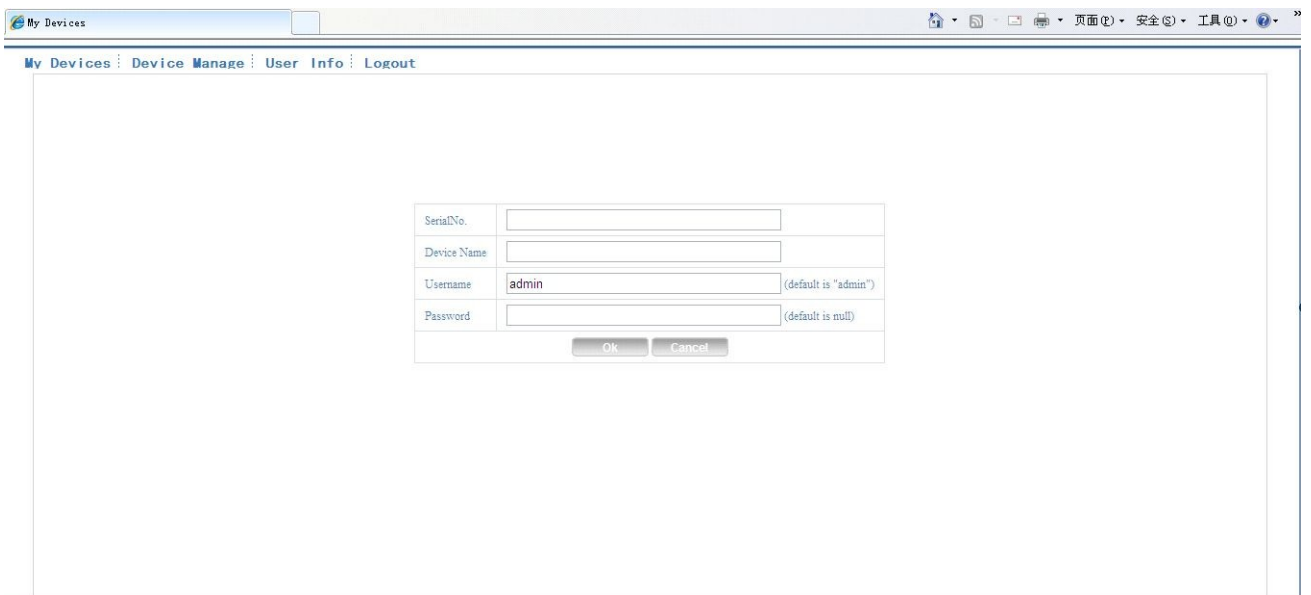 My Devices
页面(P) 安全(S) 工具(O) »
My Devices Device Manage User Info Logout
SerialNo.
Device Name
Username admin (default is "admin")
Password (default is null)
Ok Cancel